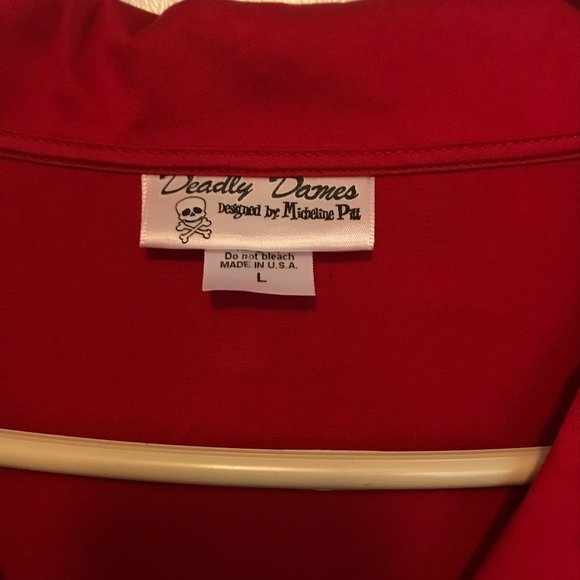 Deadly Dames
Designed by Micheline Pitt
Do not bleach
MADE IN U.S.A.
L